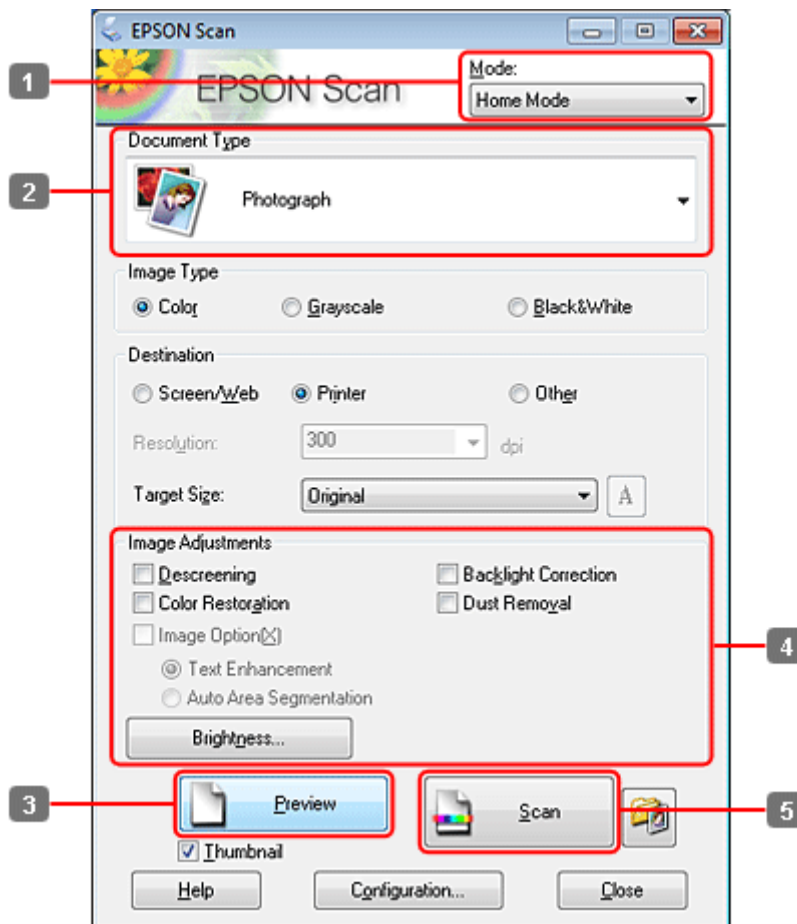 EPSON Scan
EPSON Scan
Mode:
1
Home Mode
Document Type
2
Photograph
Image Type
Color Grayscale Black&White
Destination
Screen/Web Printer Other
Resolution: 300 dpi
Target Size: Original A
Image Adjustments
Descreening Backlight Correction
Color Restoration Dust Removal
Image Option(X)
4
Text Enhancement
Auto Area Segmentation
Brightness...
3 Preview Scan 5
Thumbnail
Help Configuration... Close